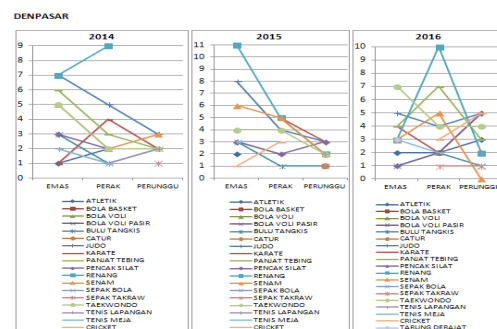 DENPASAR
2014
9
8
7
6
5
4
3
2
1
0
EMAS PERAK PERUNGGU
ATLETIK
BOLA BASKET
BOLA VOLI
BOLA VOLI PASIR
BULU TANGKIS
CATUR
JUDO
KARATE
PANJAT TEBING
PENCAK SILAT
RENANG
SENAM
SEPAK BOLA
SEPAK TAKRAW
TAEKWONDO
TENIS LAPANGAN
TENIS MEJA
CRICKET
2015
11
10
9
8
7
6
5
4
3
2
1
0
EMAS PERAK PERUNGGU
ATLETIK
BOLA BASKET
BOLA VOLI
BOLA VOLI PASIR
BULU TANGKIS
CATUR
JUDO
KARATE
PANJAT TEBING
PENCAK SILAT
RENANG
SENAM
SEPAK BOLA
SEPAK TAKRAW
TAEKWONDO
TENIS LAPANGAN
TENIS MEJA
CRICKET
2016
10
9
8
7
6
5
4
3
2
1
0
EMAS PERAK PERUNGGU
ATLETIK
BOLA BASKET
BOLA VOLI
BOLA VOLI PASIR
BULU TANGKIS
CATUR
JUDO
KARATE
PANJAT TEBING
PENCAK SILAT
RENANG
SENAM
SEPAK BOLA
SEPAK TAKRAW
TAEKWONDO
TENIS LAPANGAN
TENIS MEJA
CRICKET
TARUNG DERAJAT